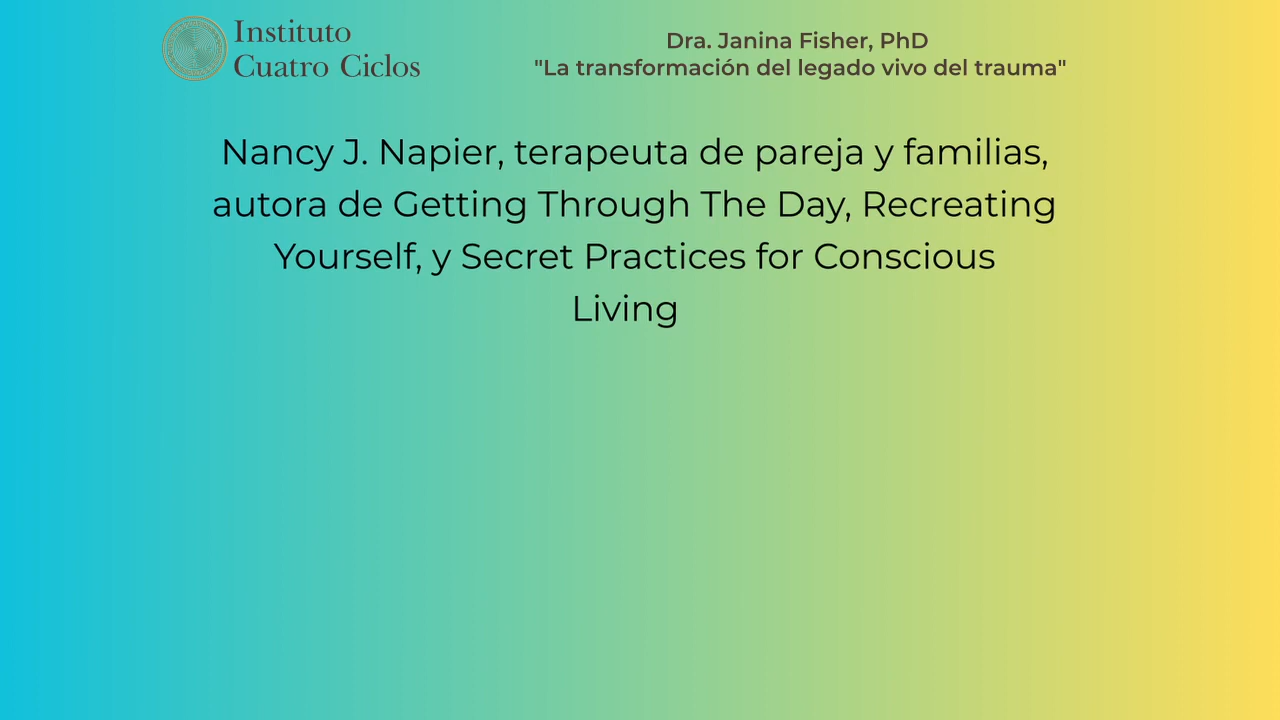 Instituto
Cuatro Ciclos
Dra. Janina Fisher, PhD
"La transformación del legado vivo del trauma"
Nancy J. Napier, terapeuta de pareja y familias,
autora de Getting Through The Day, Recreating
Yourself, y Secret Practices for Conscious
Living